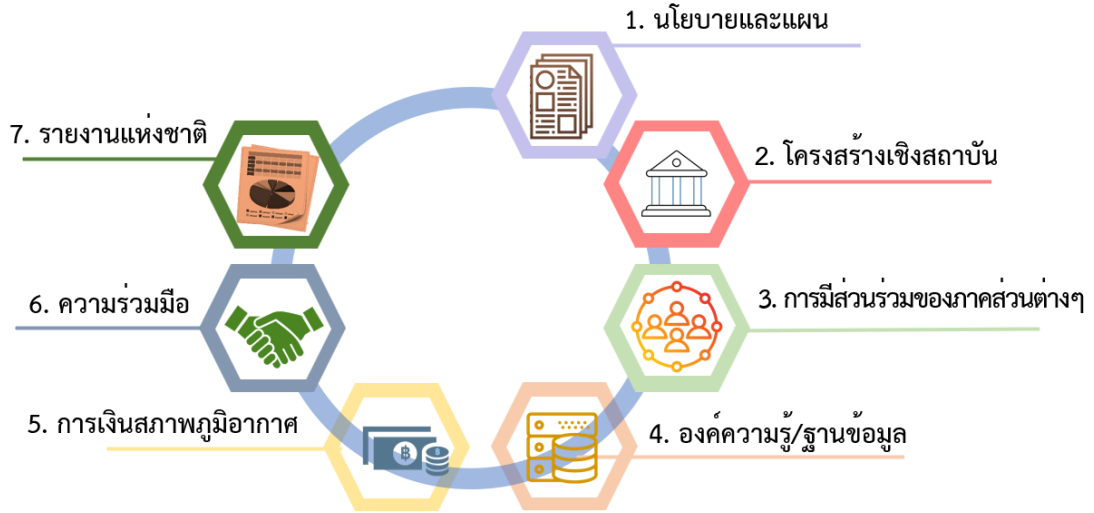 1. นโยบายและแผน
2. โครงสร้างเชิงสถาบัน
3. การมีส่วนร่วมของภาคส่วนต่างๆ
4. องค์ความรู้/ฐานข้อมูล
5. การเงินสภาพภูมิอากาศ
6. ความร่วมมือ
7. รายงานแห่งชาติ